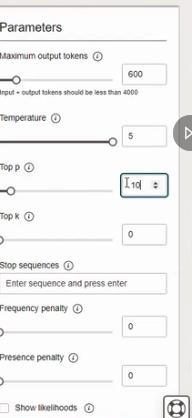 Parameters
Maximum output tokens
600
Input + output tokens should be less than 4000
Temperature
5
Top p
.10
Top k
0
Stop sequences
Enter sequence and press enter
Frequency penalty
0
Presence penalty
0
Show likelihoods